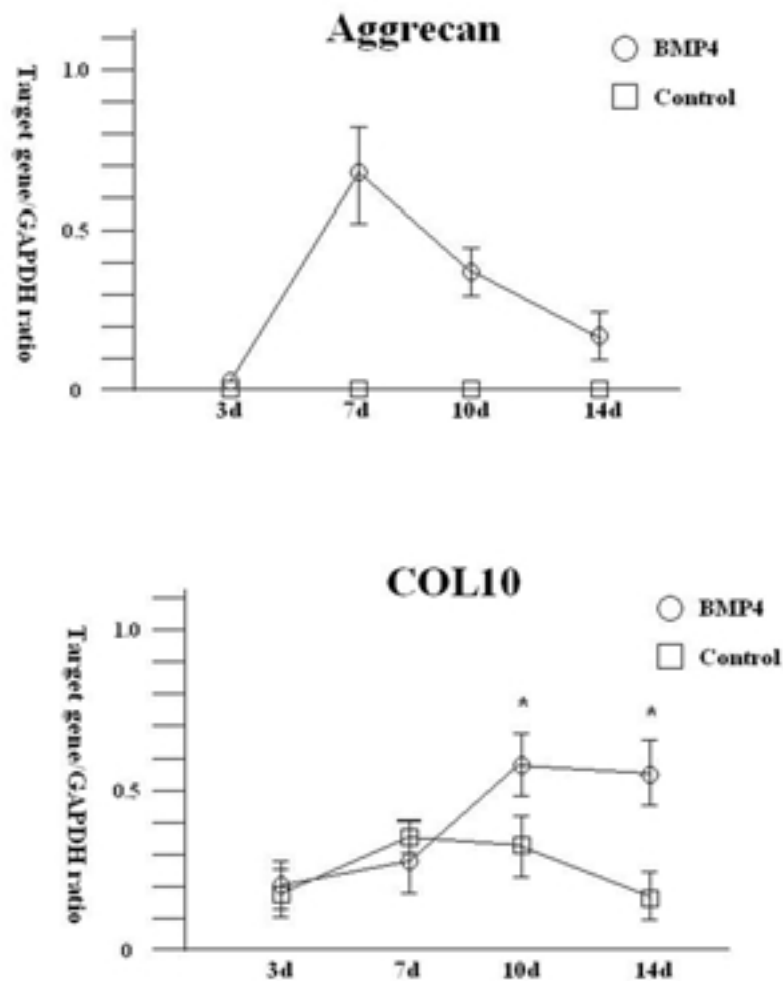 Aggrecan
BMP4
Control
Target gene/GAPDH ratio
1.0
0.5
0
3d 7d 10d 14d
COL10
BMP4
Control
Target gene/GAPDH ratio
1.0
* *
0.5
0
3d 7d 10d 14d